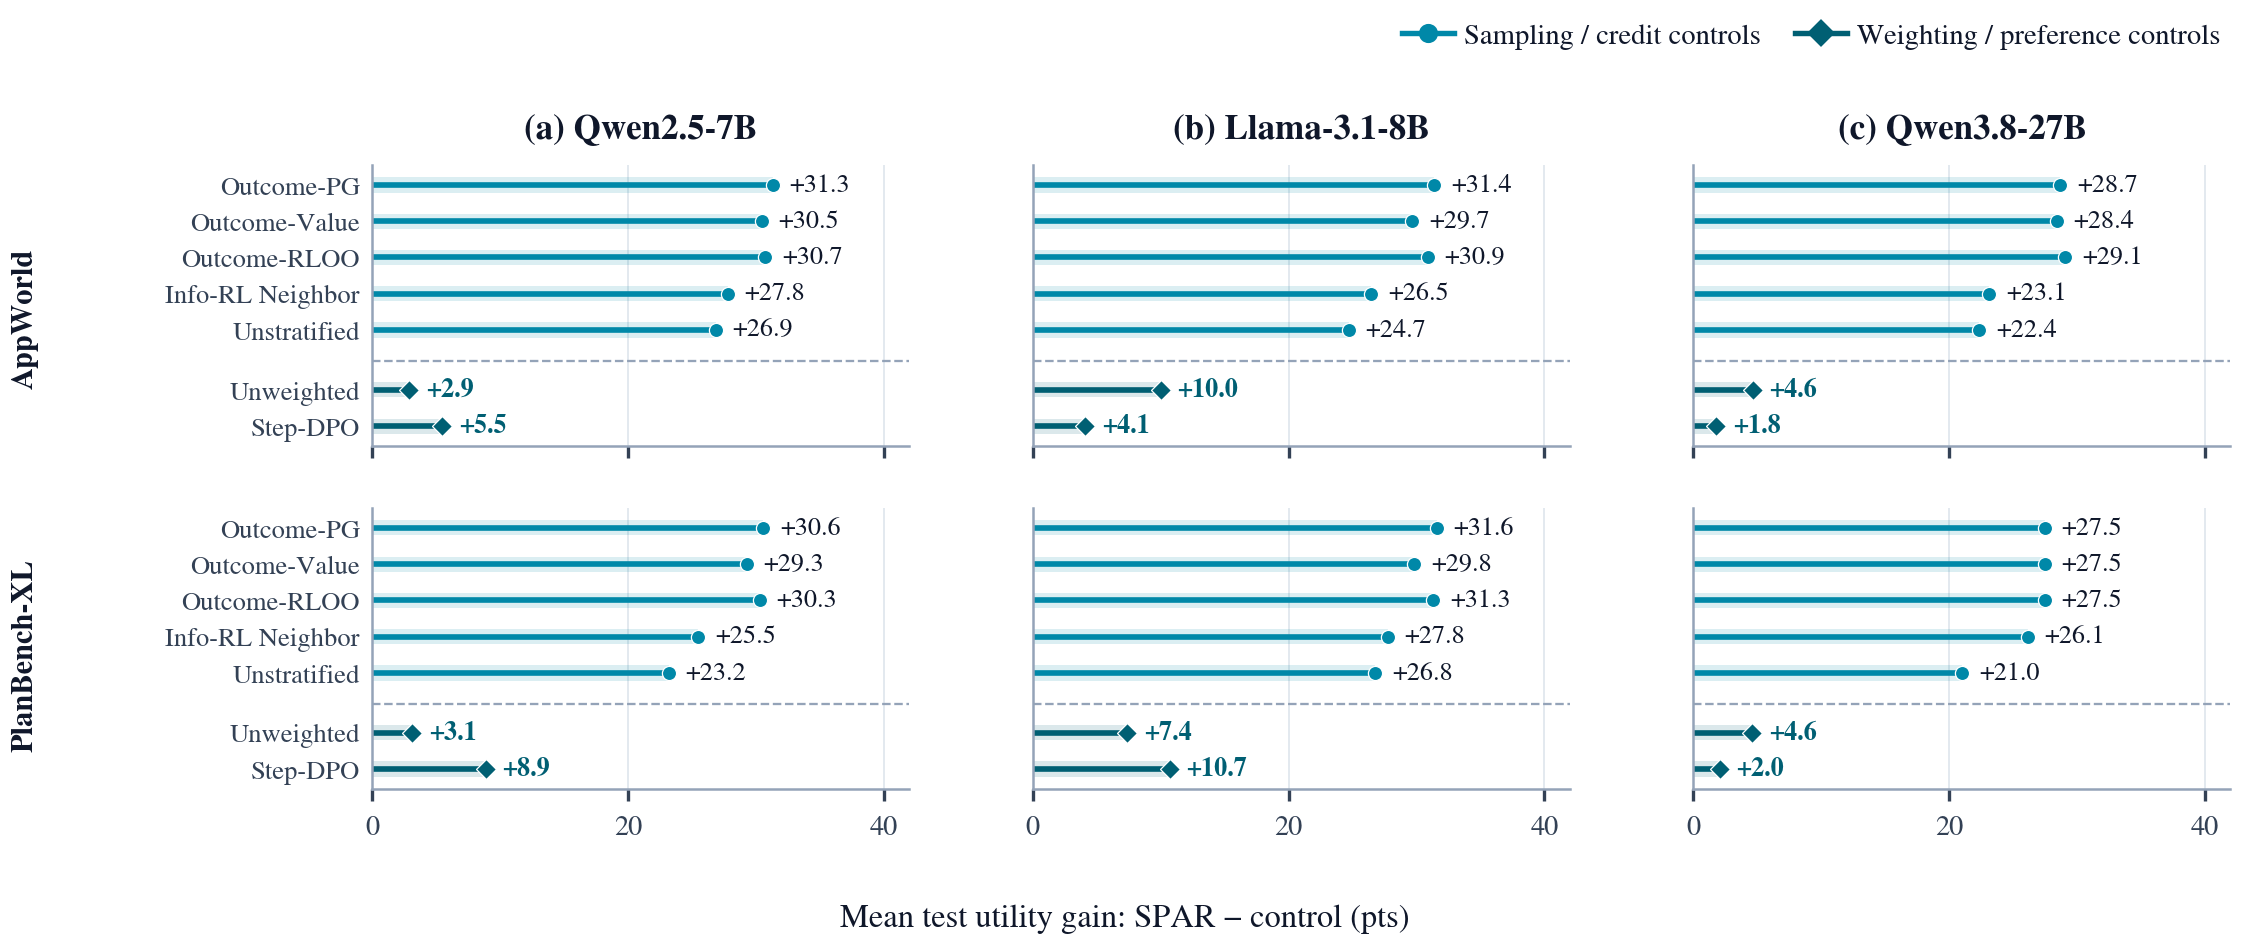 Sampling / credit controls
Weighting / preference controls
(a) Qwen2.5-7B
(b) Llama-3.1-8B
(c) Qwen3.8-27B
AppWorld
Outcome-PG +31.3 +31.4 +28.7
Outcome-Value +30.5 +29.7 +28.4
Outcome-RLOO +30.7 +30.9 +29.1
Info-RL Neighbor +27.8 +26.5 +23.1
Unstratified +26.9 +24.7 +22.4
Unweighted +2.9 +10.0 +4.6
Step-DPO +5.5 +4.1 +1.8
PlanBench-XL
Outcome-PG +30.6 +31.6 +27.5
Outcome-Value +29.3 +29.8 +27.5
Outcome-RLOO +30.3 +31.3 +27.5
Info-RL Neighbor +25.5 +27.8 +26.1
Unstratified +23.2 +26.8 +21.0
Unweighted +3.1 +7.4 +4.6
Step-DPO +8.9 +10.7 +2.0
0 20 40 0 20 40 0 20 40
Mean test utility gain: SPAR − control (pts)